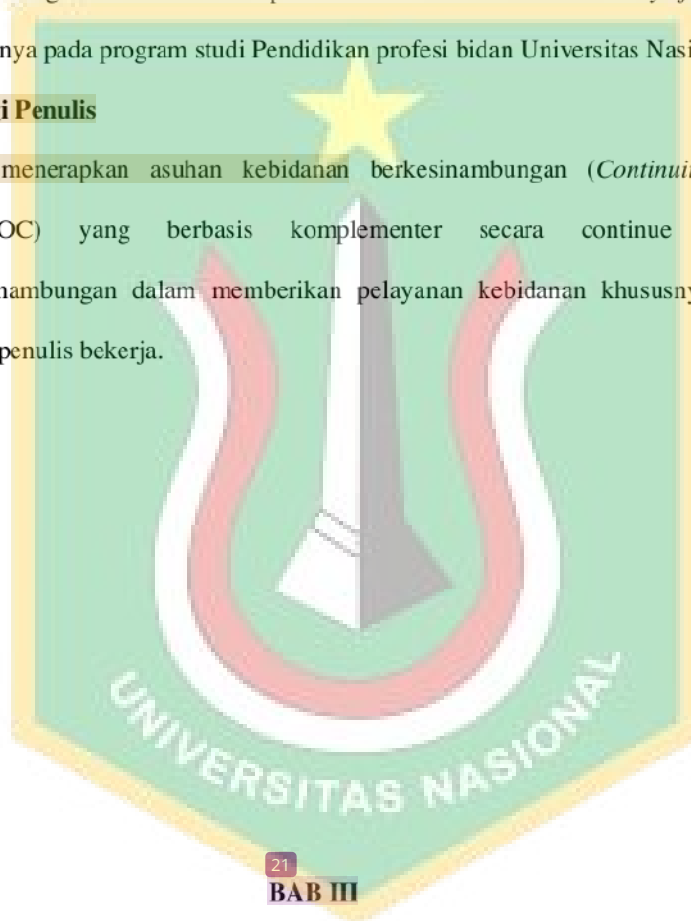 nya pada program studi Pendidikan profesi bidan Universitas Nasi
i Penulis
menerapkan asuhan kebidanan berkesinambungan (Continui
OC) yang berbasis komplementer secara continue
nambungan dalam memberikan pelayanan kebidanan khususny
penulis bekerja.
UNIVERSITAS NASIONAL
21
BAB III